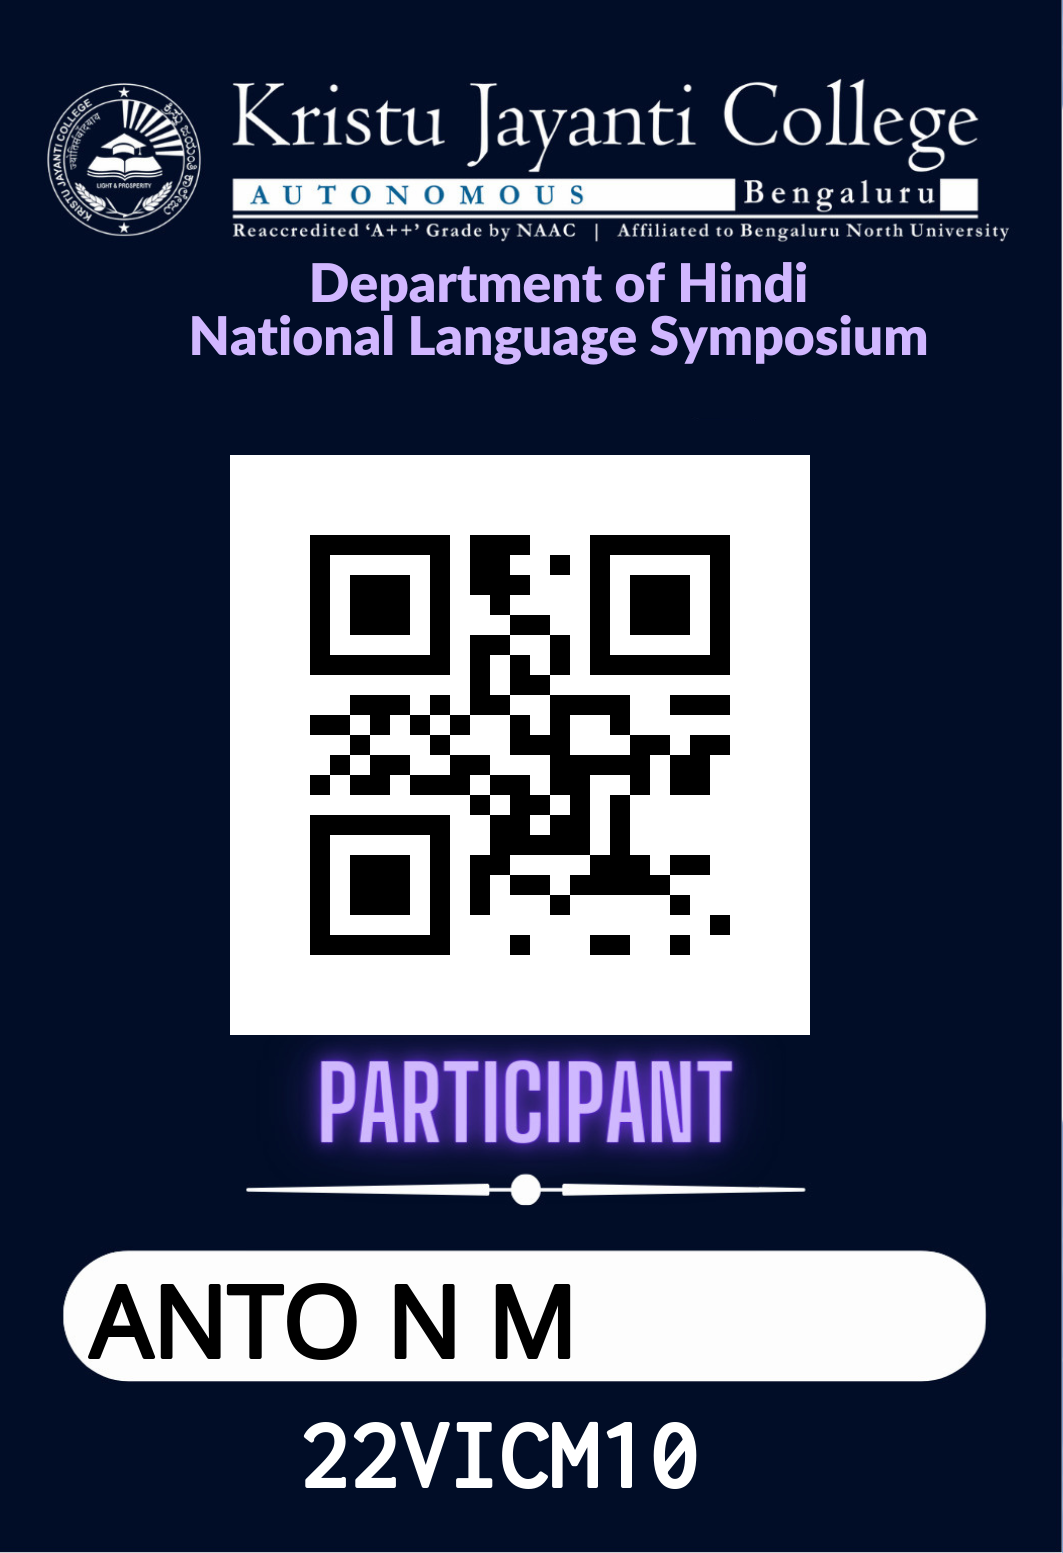 KRISTU JAYANTI COLLEGE
LIGHT & PROSPERITY
Kristu Jayanti College
AUTONOMOUS Bengaluru
Reaccredited ‘A++’ Grade by NAAC | Affiliated to Bengaluru North University
Department of Hindi
National Language Symposium
PARTICIPANT
ANTO N M
22VICM10